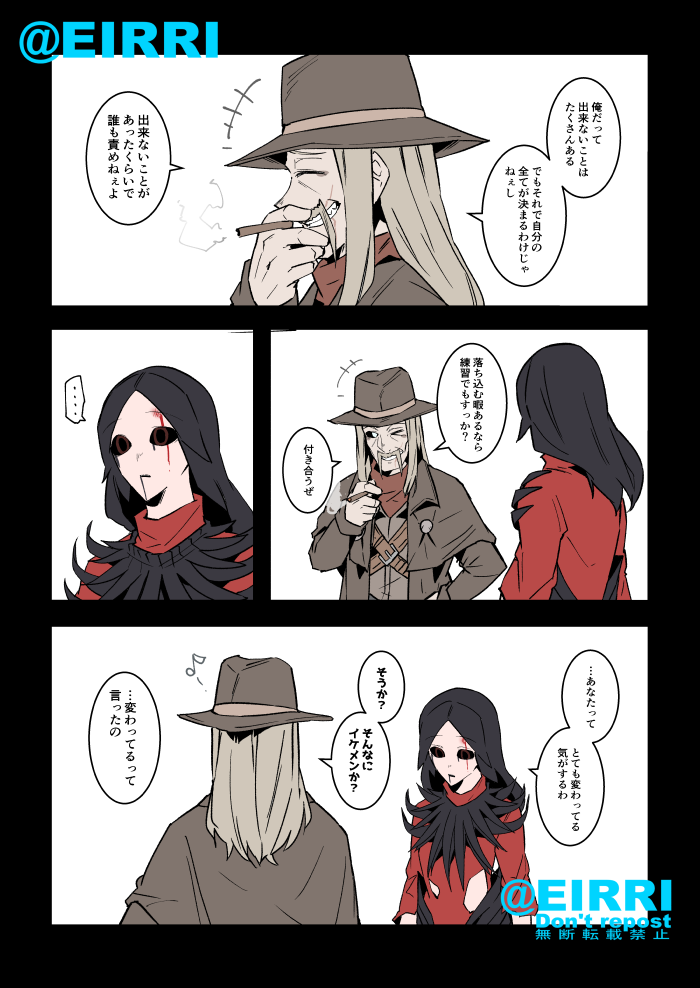 @EIRRI
俺だって
出来ないことは
たくさんある
でもそれで自分の
全てが決まるわけじゃ
ねぇし
出来ないことが
あったくらいで
誰も責めねぇよ
落ち込む暇あるなら
練習でもすっか？
付き合うぜ
....
…あなたって
とても変わってる
気がするわ
そうか？
そんなに
イケメンか？
…変わってるって
言ったの
@EIRRI
Don't repost
無断転載禁止